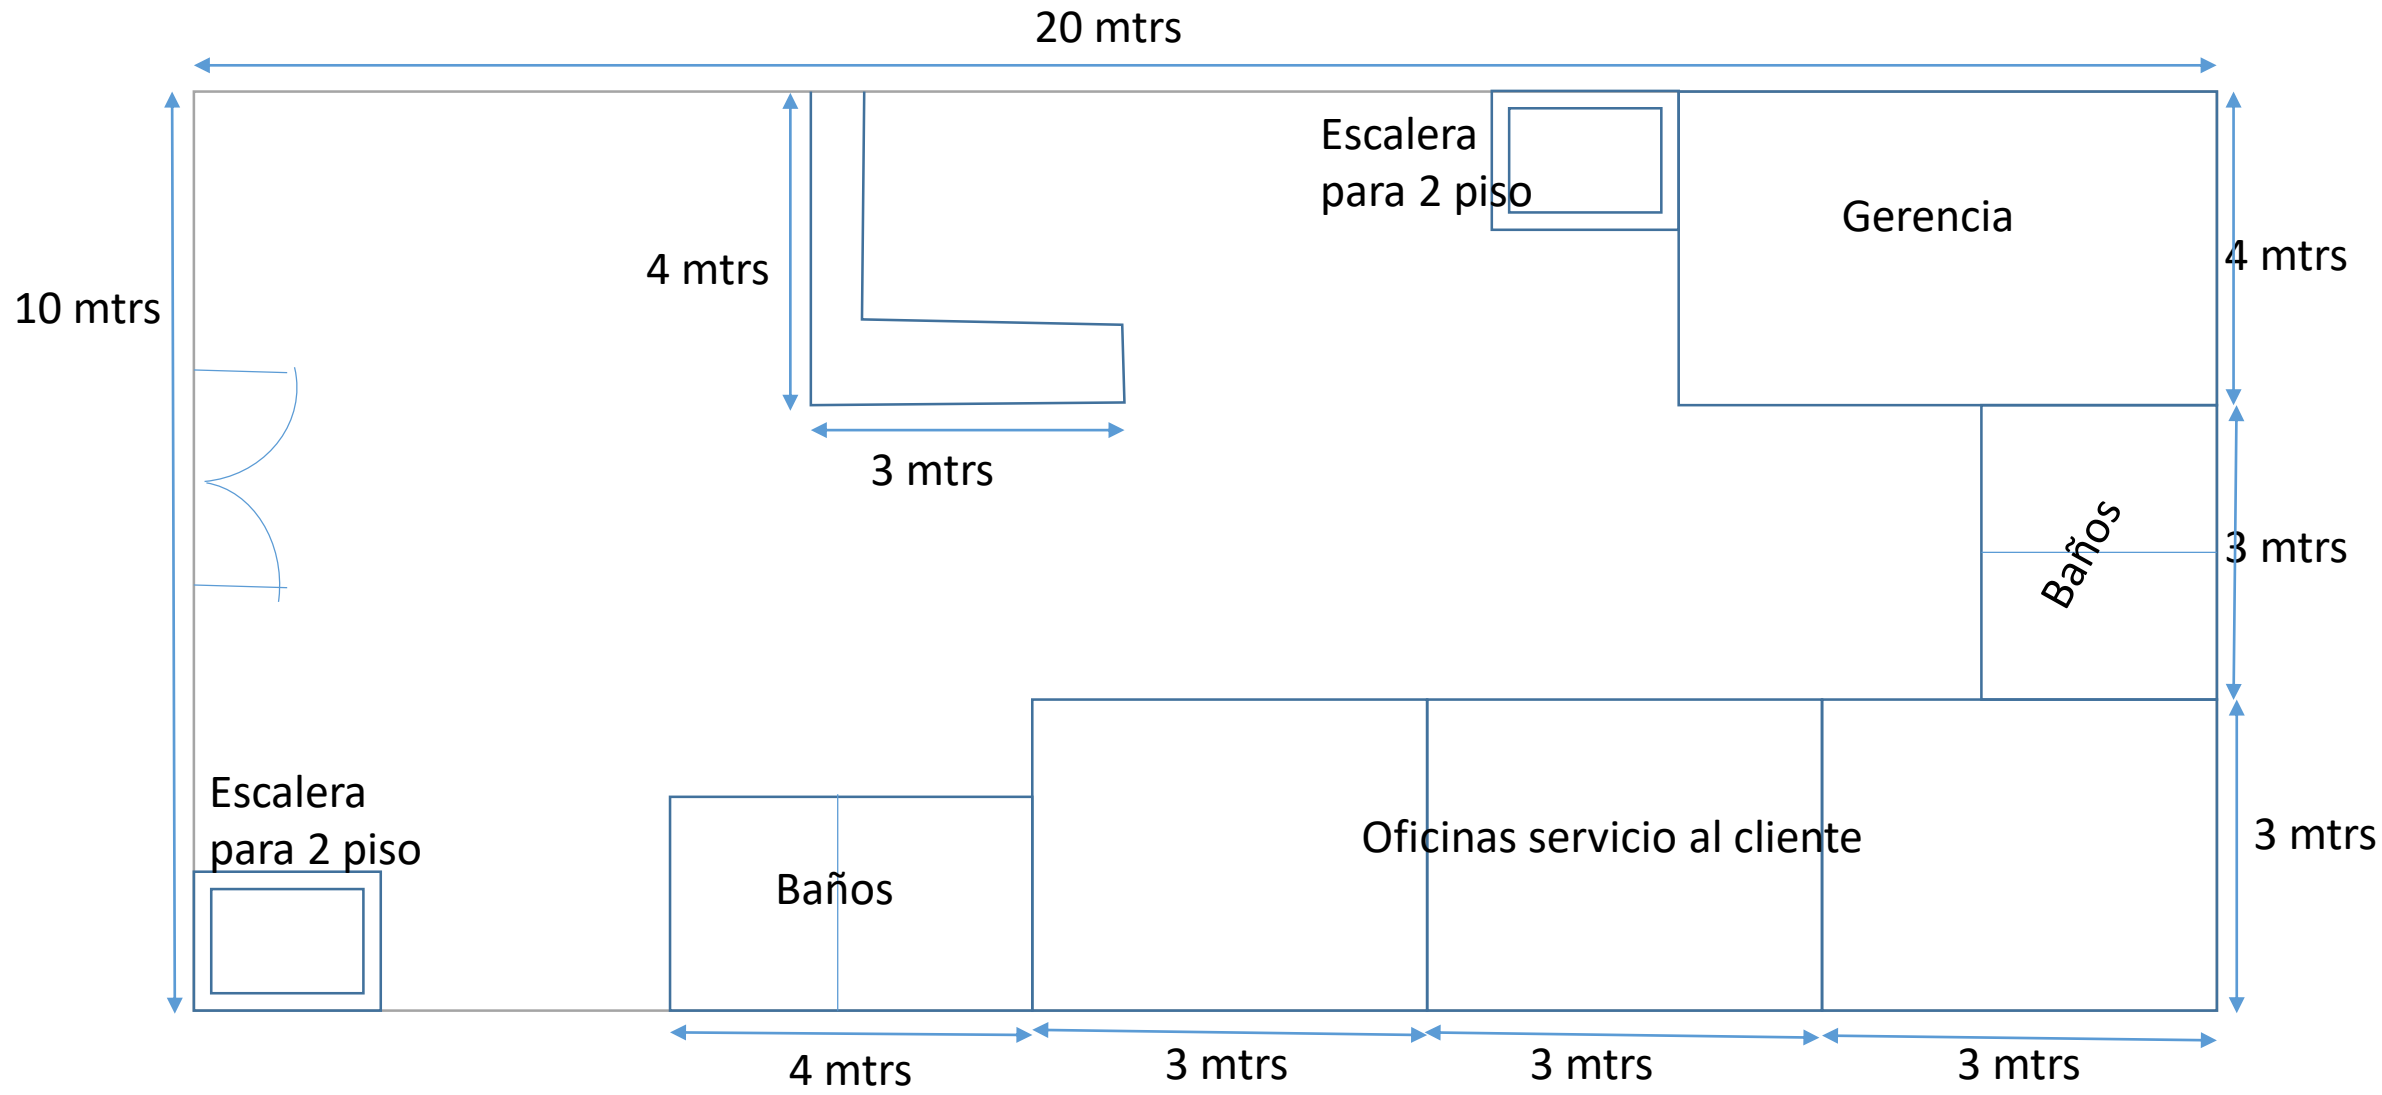 20 mtrs
Escalera
para 2 piso
Gerencia
4 mtrs
4 mtrs
10 mtrs
3 mtrs
Baños
3 mtrs
Escalera
para 2 piso
Oficinas servicio al cliente
3 mtrs
Baños
4 mtrs
3 mtrs
3 mtrs
3 mtrs